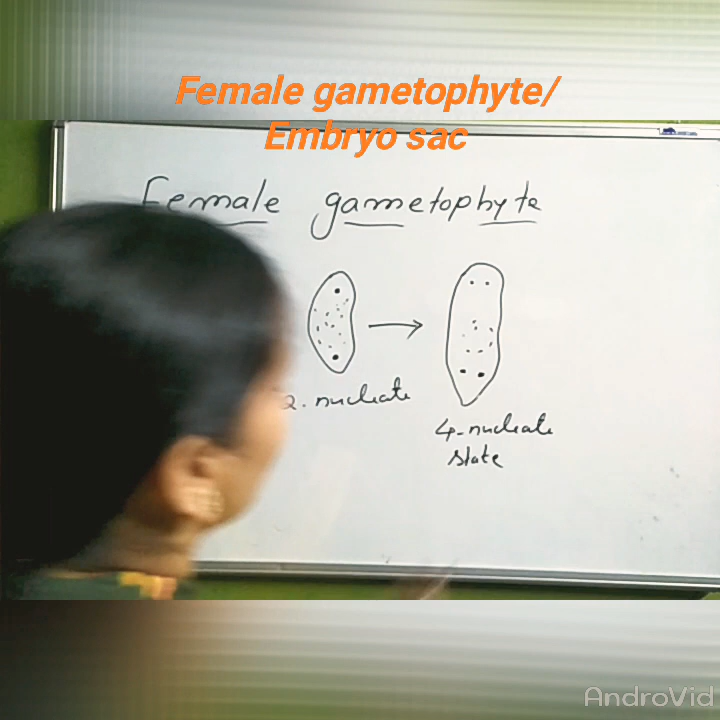 Female gametophyte/
Embryo sac
Female gametophyte
2. nucleate
4-nucleate
state
AndroVid